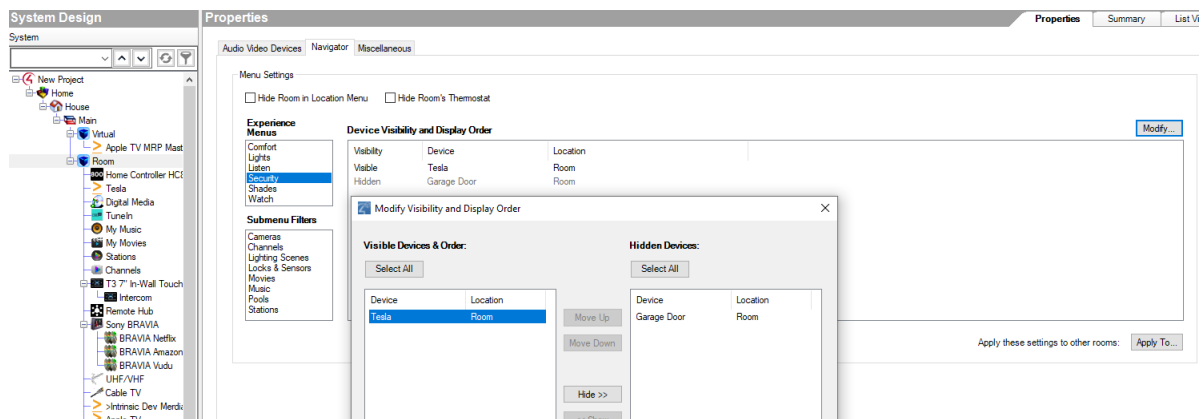 System Design
Properties
Properties Summary List Vi
System
Audio Video Devices Navigator Miscellaneous
New Project
Home
House
Main
Virtual
Apple TV MRP Mast
Room
Home Controller HC8
Tesla
Digital Media
TuneIn
My Music
My Movies
Stations
Channels
T3 7" In-Wall Touch
Intercom
Remote Hub
Sony BRAVIA
BRAVIA Netflix
BRAVIA Amazon
BRAVIA Vudu
UHF/VHF
Cable TV
>Intrinsic Dev Merdia
Apple TV
Menu Settings
Hide Room in Location Menu Hide Room's Thermostat
Experience
Menus
Comfort
Lights
Listen
Security
Shades
Watch
Submenu Filters
Cameras
Channels
Lighting Scenes
Locks & Sensors
Movies
Music
Pools
Stations
Device Visibility and Display Order
Modify...
Visibility Device Location
Visible Tesla Room
Hidden Garage Door Room
Modify Visibility and Display Order
Visible Devices & Order:
Select All
Device Location
Tesla Room
Move Up
Move Down
Hide >>
<< Show
Hidden Devices:
Select All
Device Location
Garage Door Room
Apply these settings to other rooms: Apply To...